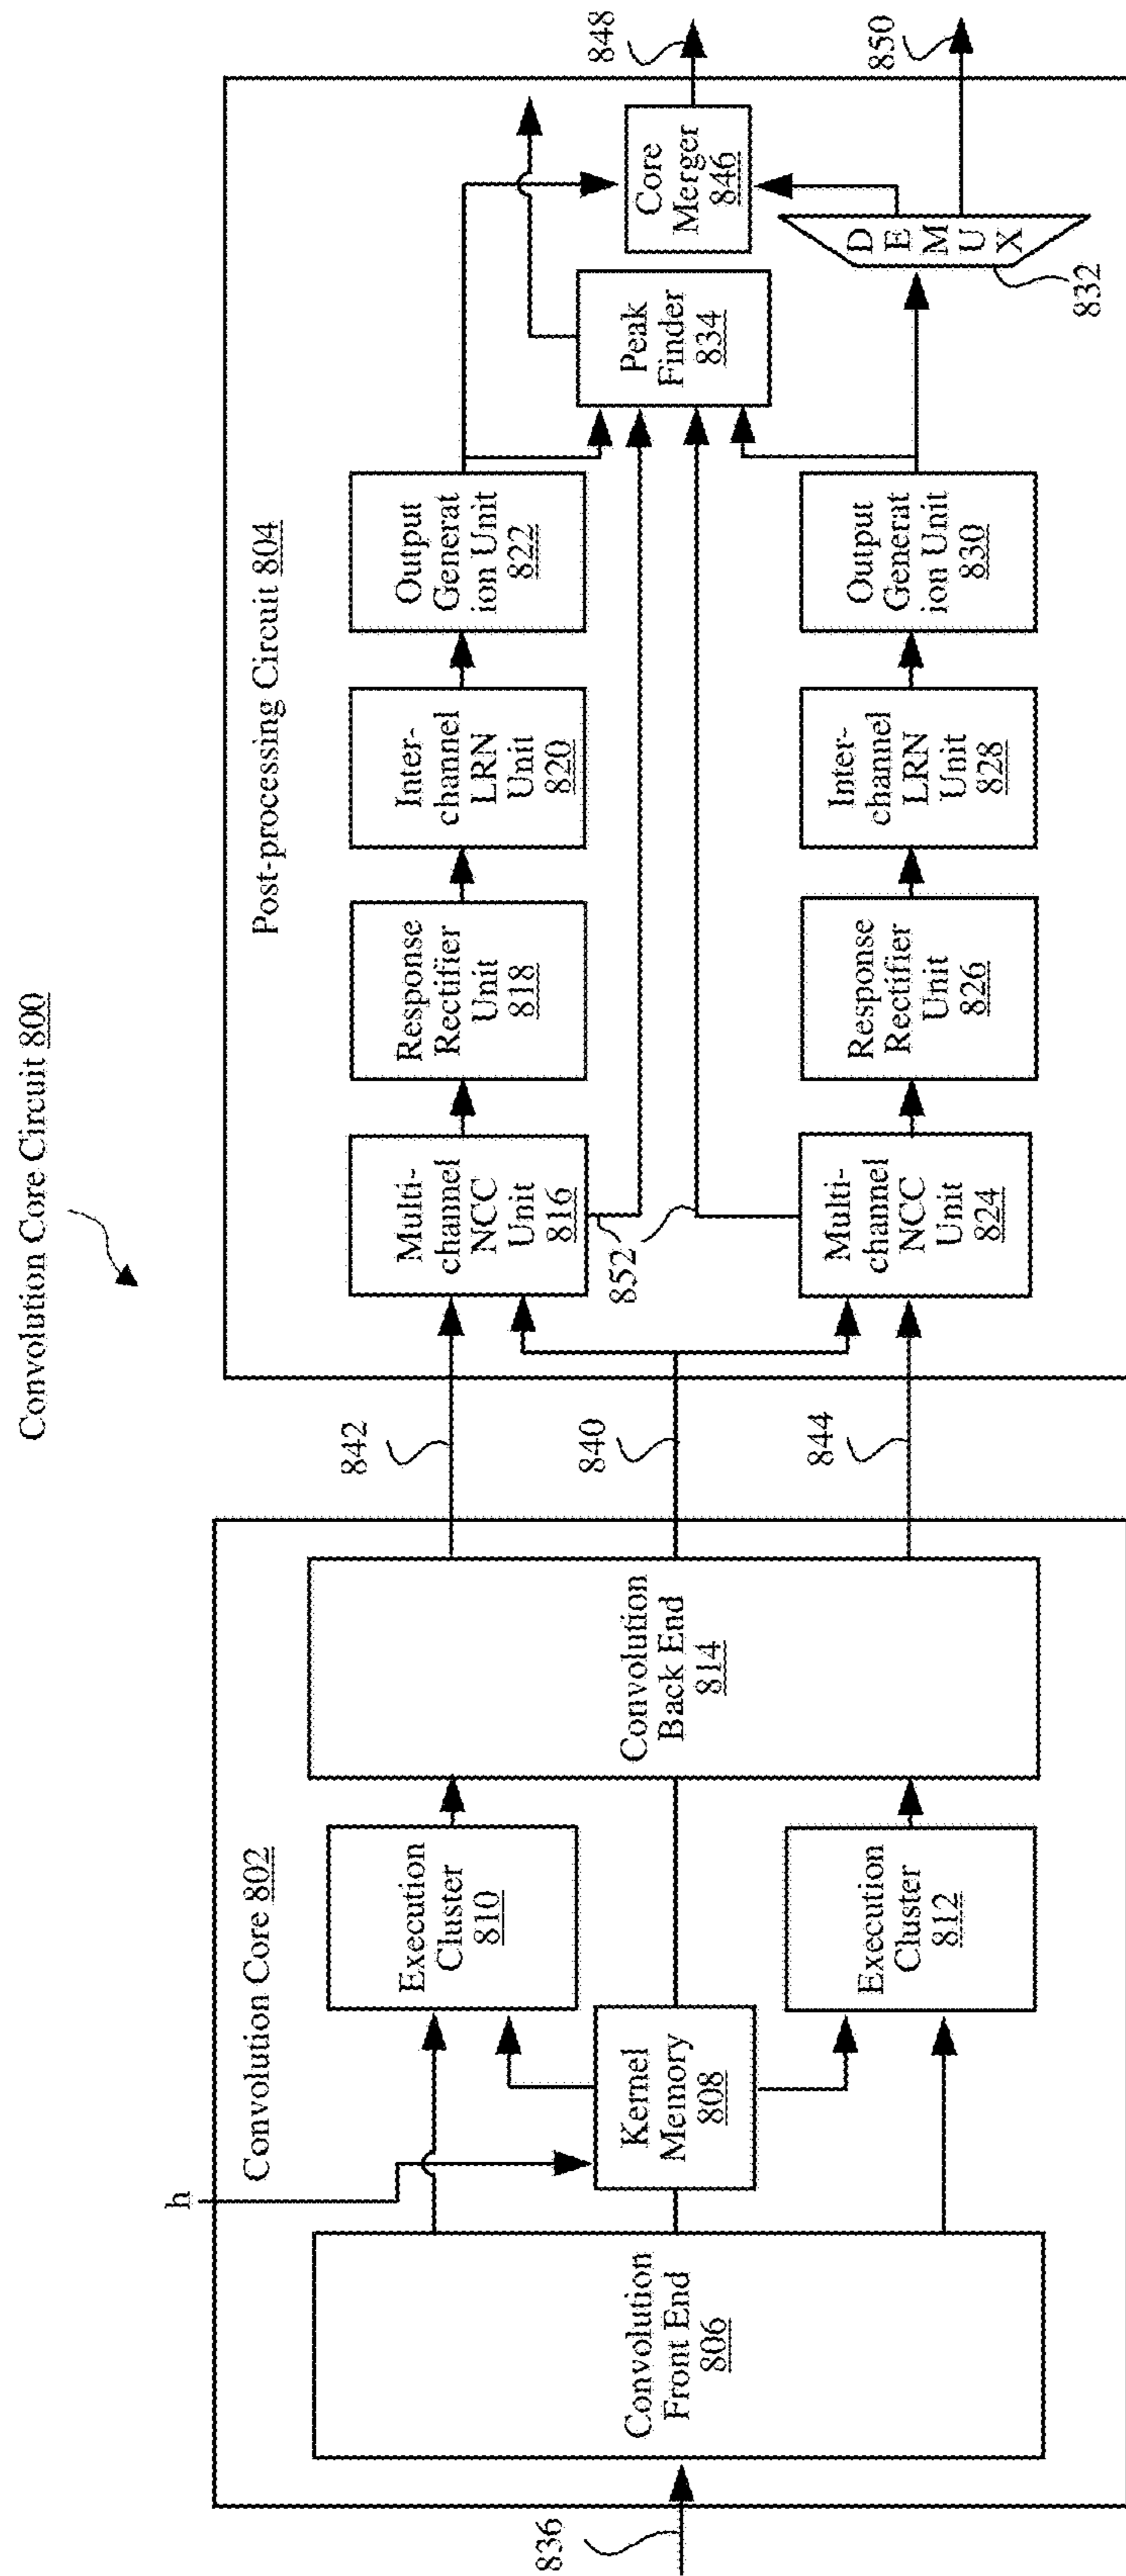 Convolution Core Circuit 800
Convolution Core 802
h
836
Convolution
Front End
806
Kernel
Memory
808
Execution
Cluster
810
Execution
Cluster
812
Convolution
Back End
814
842
840
844
Post-processing Circuit 804
Multi-
channel
NCC
Unit
816
Response
Rectifier
Unit
818
Inter-
channel
LRN
Unit
820
Output
Generat
ion Unit
822
852
Multi-
channel
NCC
Unit
824
Response
Rectifier
Unit
826
Inter-
channel
LRN
Unit
828
Output
Generat
ion Unit
830
Peak
Finder
834
Core
Merger
846
D
E
M
U
X
832
848
850